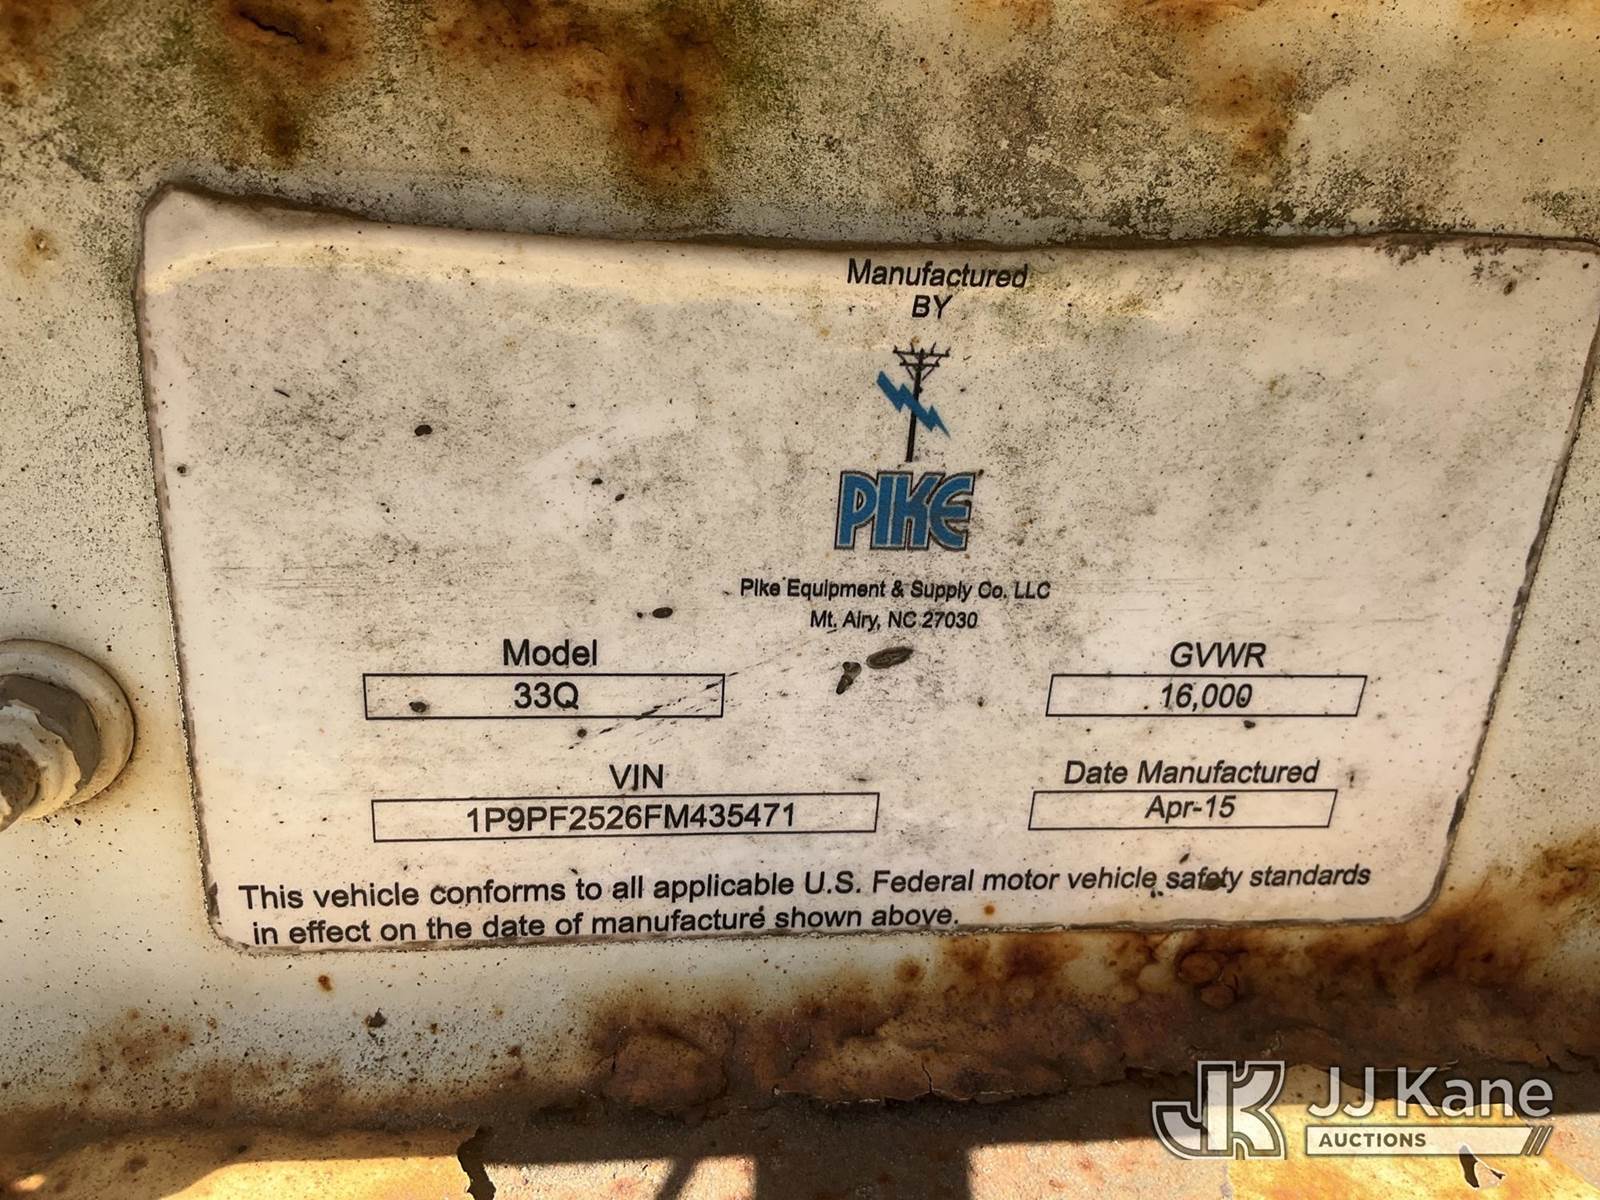 Manufactured
BY
PIKE
Pike Equipment & Supply Co. LLC
Mt. Airy, NC 27030
Model
GVWR
33Q
16,000
VIN
Date Manufactured
1P9PF2526FM435471
Apr-15
This vehicle conforms to all applicable U.S. Federal motor vehicle safety standards
in effect on the date of manufacture shown above.
JK JJ Kane
AUCTIONS